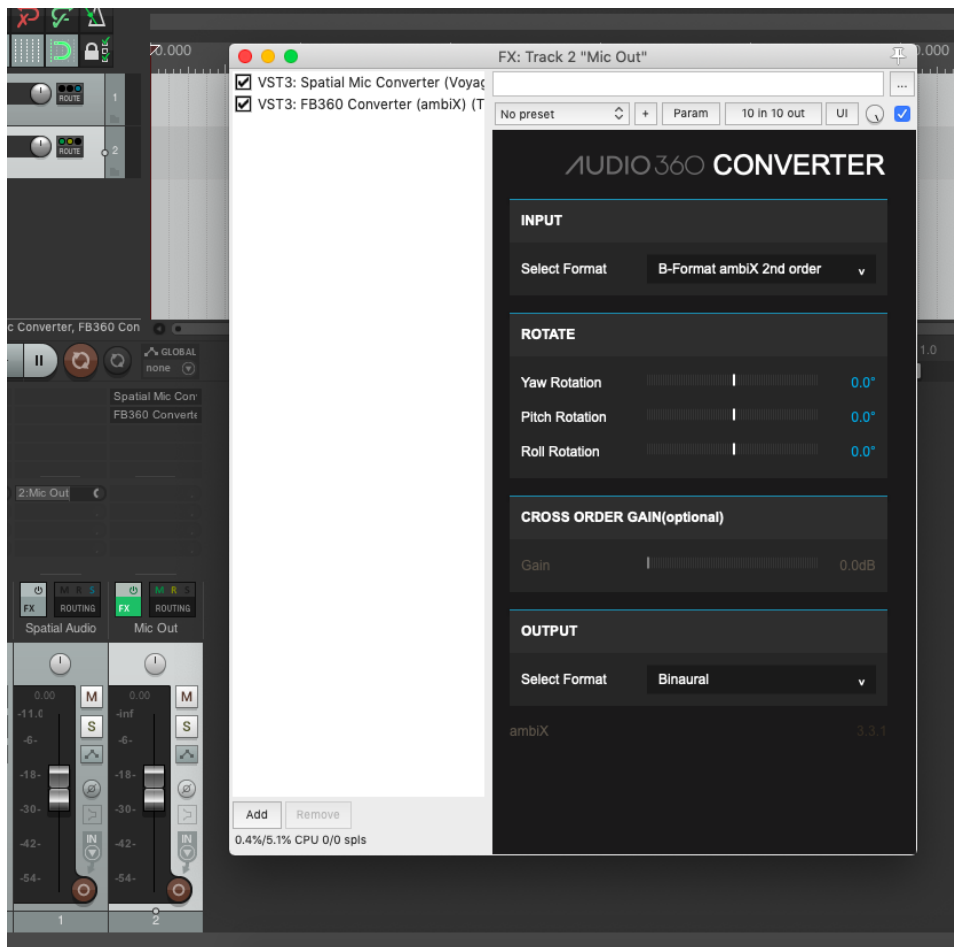 0.000
.000
FX: Track 2 "Mic Out"
VST3: Spatial Mic Converter (Voyag
VST3: FB360 Converter (ambiX) (T
...
No preset
+
Param
10 in 10 out
UI
AUDIO360 CONVERTER
INPUT
Select Format
B-Format ambiX 2nd order
v
ROTATE
Yaw Rotation
0.0°
Pitch Rotation
0.0°
Roll Rotation
0.0°
CROSS ORDER GAIN(optional)
Gain
0.0dB
OUTPUT
Select Format
Binaural
v
ambiX
3.3.1
Add
Remove
0.4%/5.1% CPU 0/0 spls
ROUTE
1
ROUTE
2
c Converter, FB360 Con
GLOBAL
none
1.0
Spatial Mic Con
FB360 Converte
2:Mic Out
M R S
M R S
FX
ROUTING
FX
ROUTING
Spatial Audio
Mic Out
0.00
M
0.00
M
-inf
S
S
-6-
-6-
-18-
-18-
-30-
-30-
IN
IN
-42-
-42-
-54-
-54-
1
2